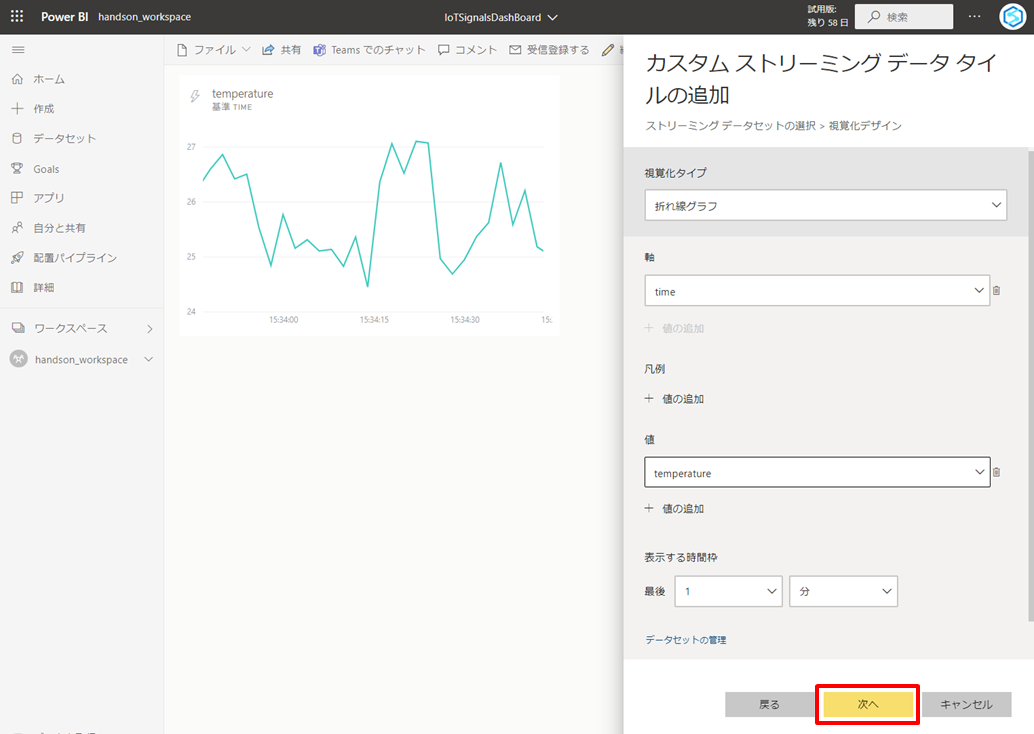 Power BI handson_workspace
IoTSignalsDashBoard
試用版:
残り 58 日
検索
ホーム
作成
データセット
Goals
アプリ
自分と共有
配置パイプライン
詳細
ワークスペース
handson_workspace
ファイル 共有 Teams でのチャット コメント 受信登録する
temperature
基準 TIME
27
26
25
24
15:34:00 15:34:15 15:34:30 15:
カスタム ストリーミング データ タイ
ルの追加
ストリーミング データセットの選択 > 視覚化デザイン
視覚化タイプ
折れ線グラフ
軸
time
値の追加
凡例
値の追加
値
temperature
値の追加
表示する時間枠
最後 1 分
データセットの管理
戻る 次へ キャンセル